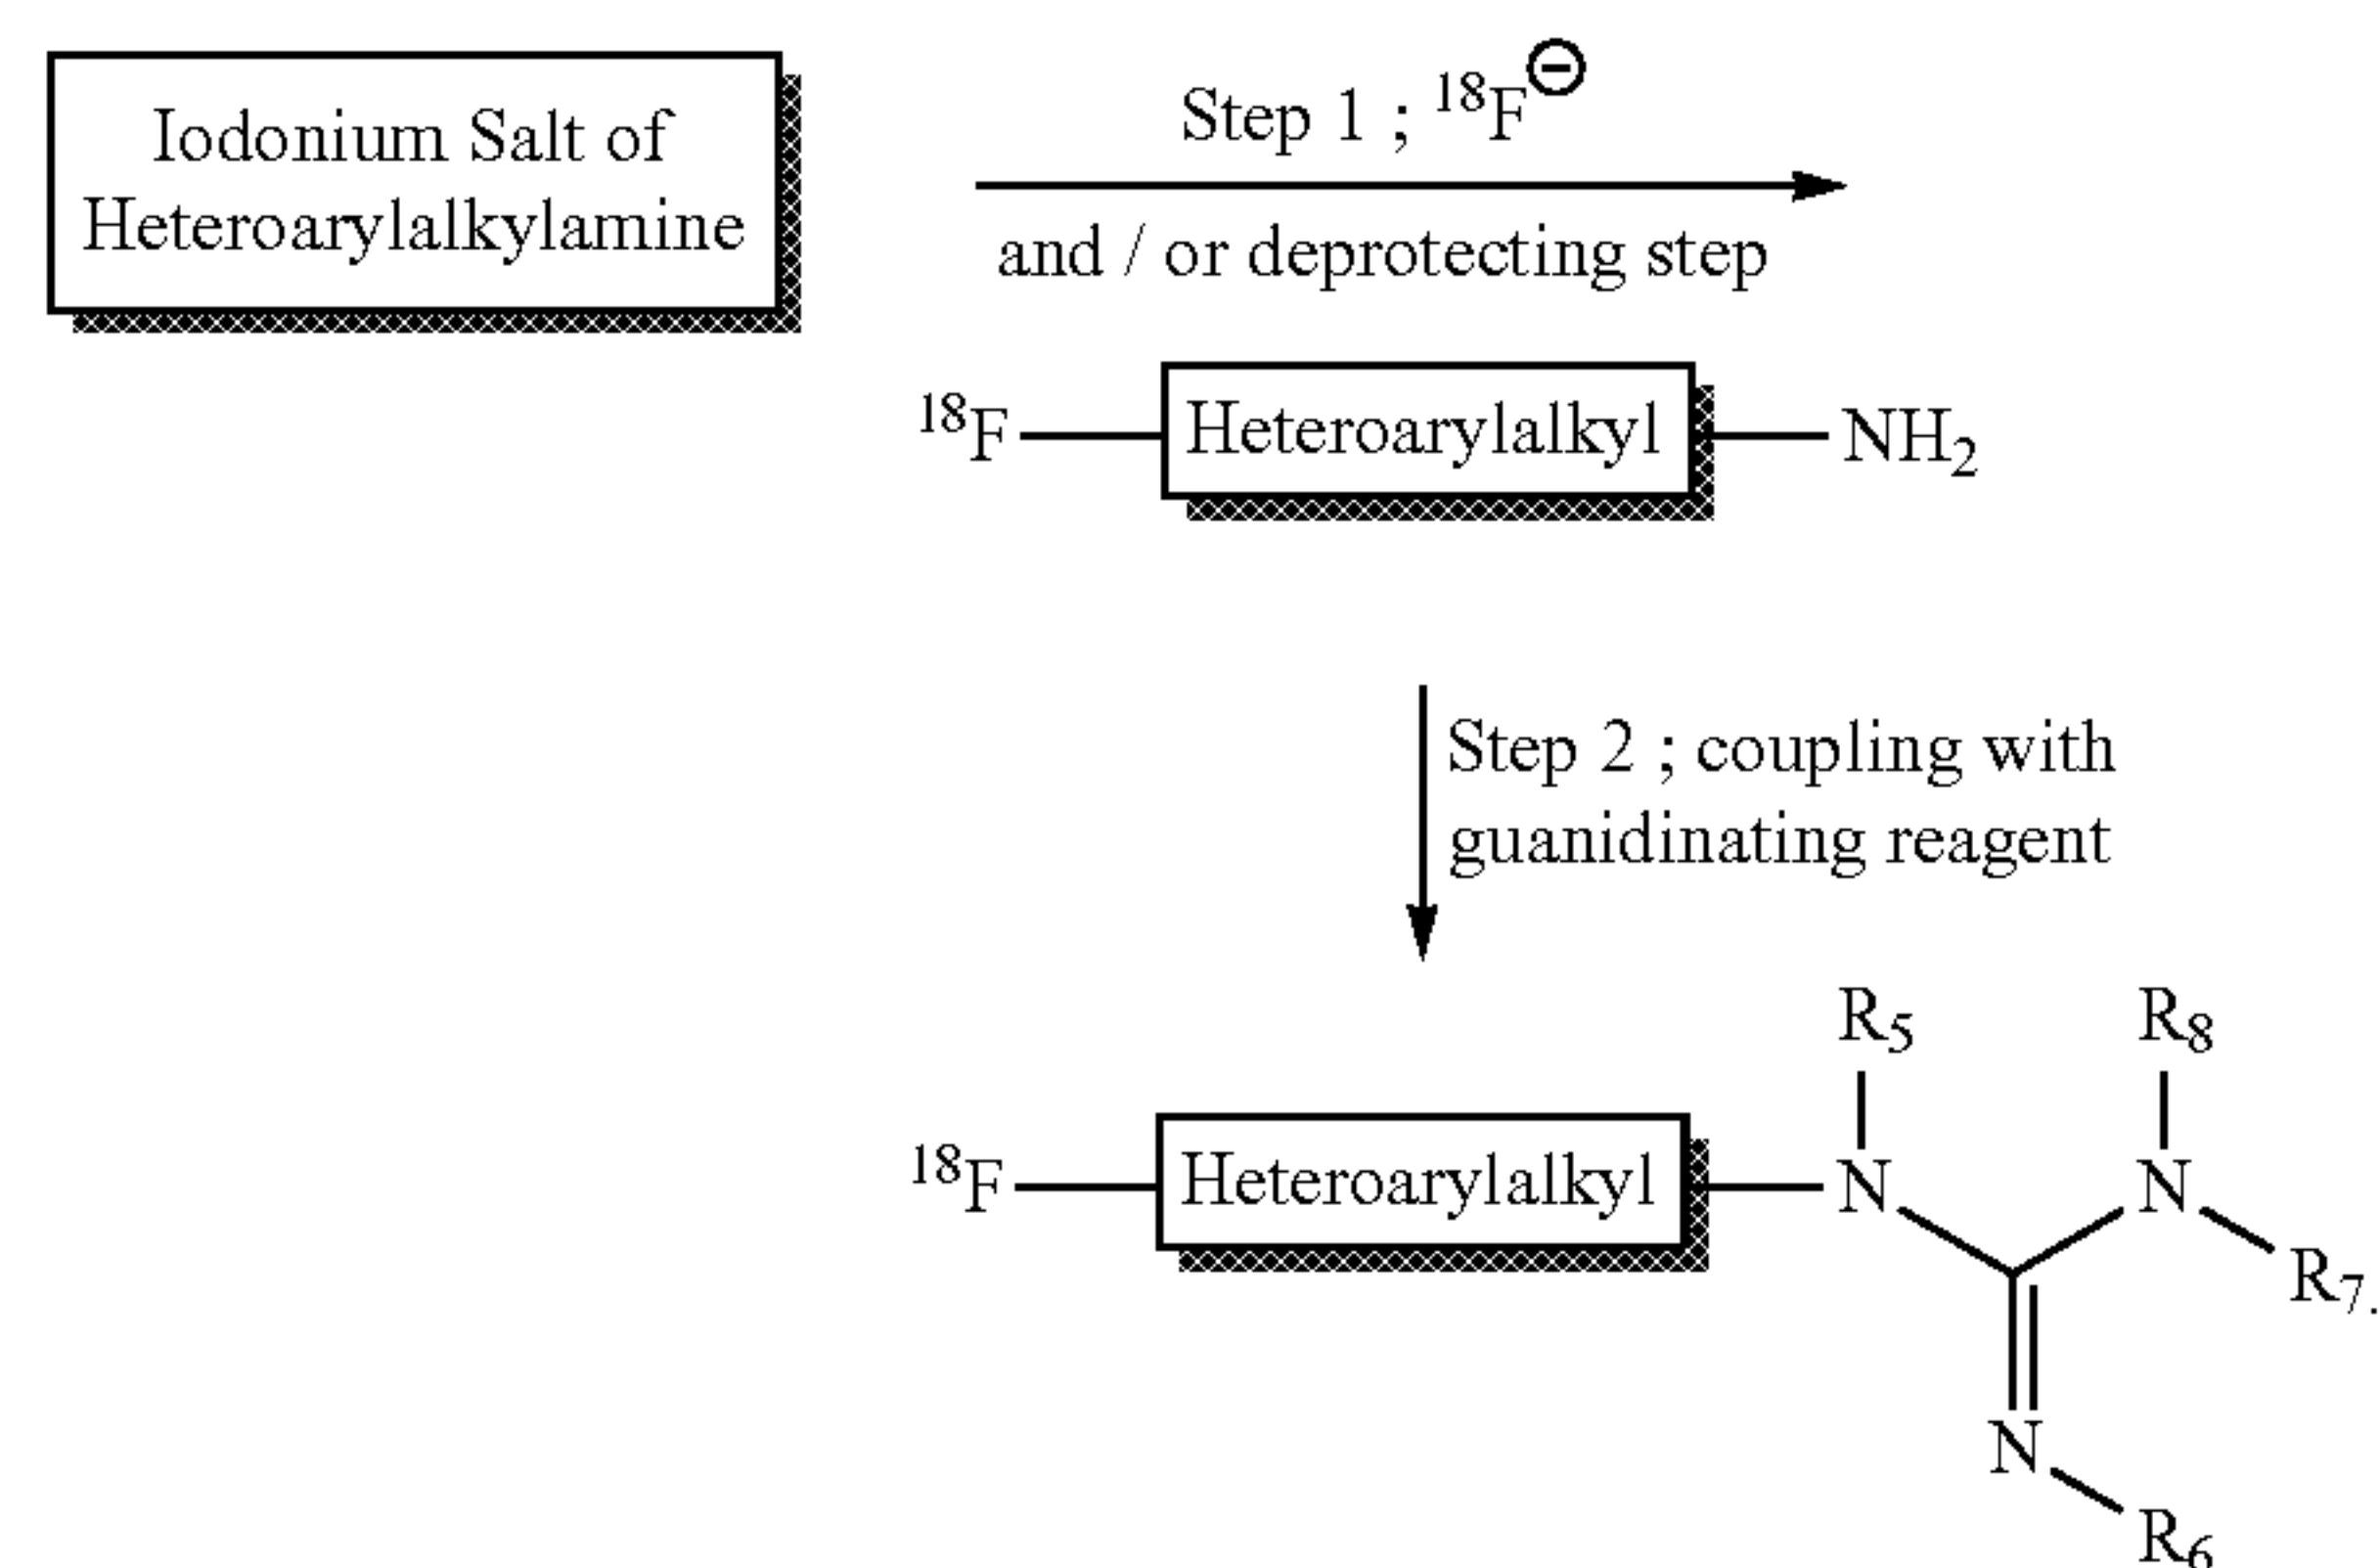 Iodonium Salt of
Heteroarylalkylamine
Step 1 ; ¹⁸F⊖
and / or deprotecting step
¹⁸F Heteroarylalkyl NH₂
Step 2 ; coupling with
guanidinating reagent
R₅ R₈
¹⁸F Heteroarylalkyl N N
R₇.
N
R₆